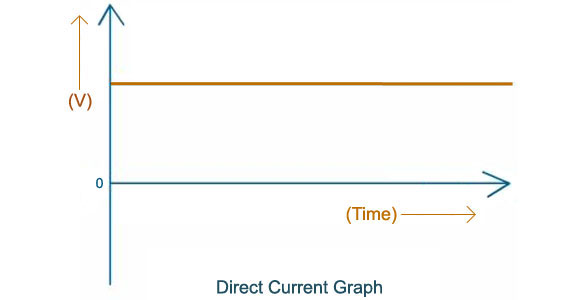 (V)
0
(Time)
Direct Current Graph